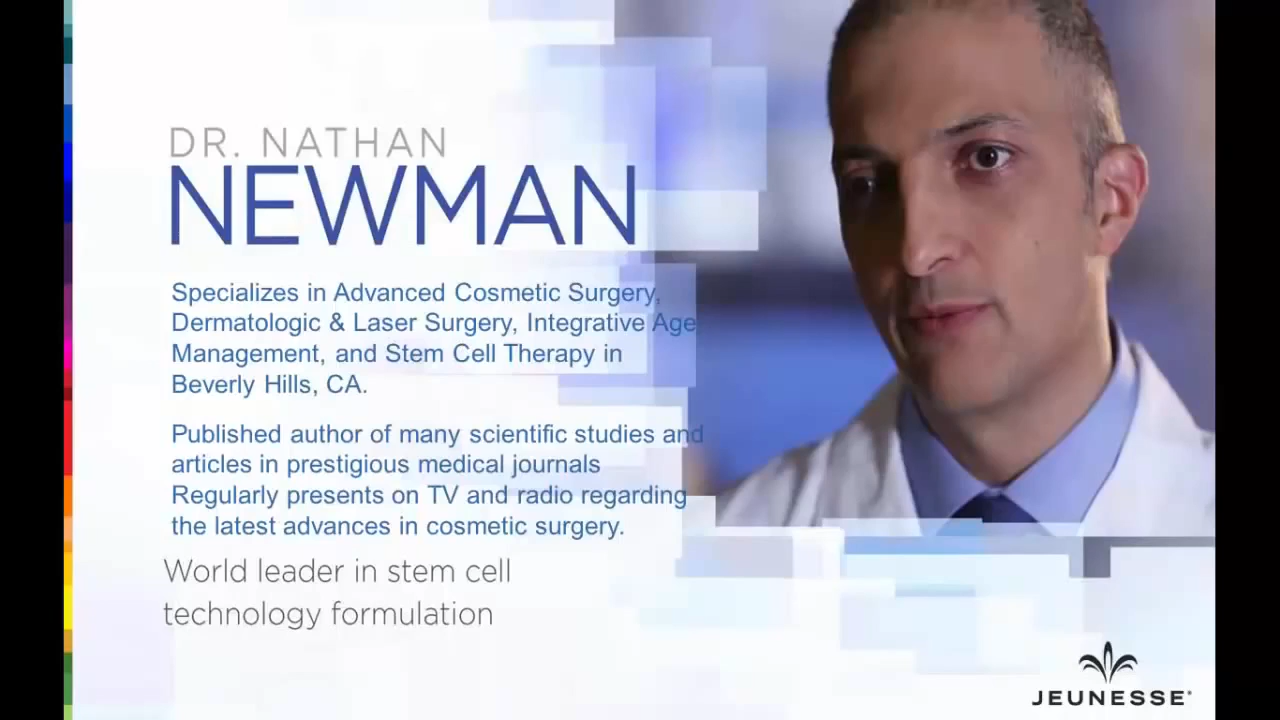 DR. NATHAN
NEWMAN
Specializes in Advanced Cosmetic Surgery,
Dermatologic & Laser Surgery, Integrative Age
Management, and Stem Cell Therapy in
Beverly Hills, CA.
Published author of many scientific studies and
articles in prestigious medical journals
Regularly presents on TV and radio regarding
the latest advances in cosmetic surgery.
World leader in stem cell
technology formulation
JEUNESSE®